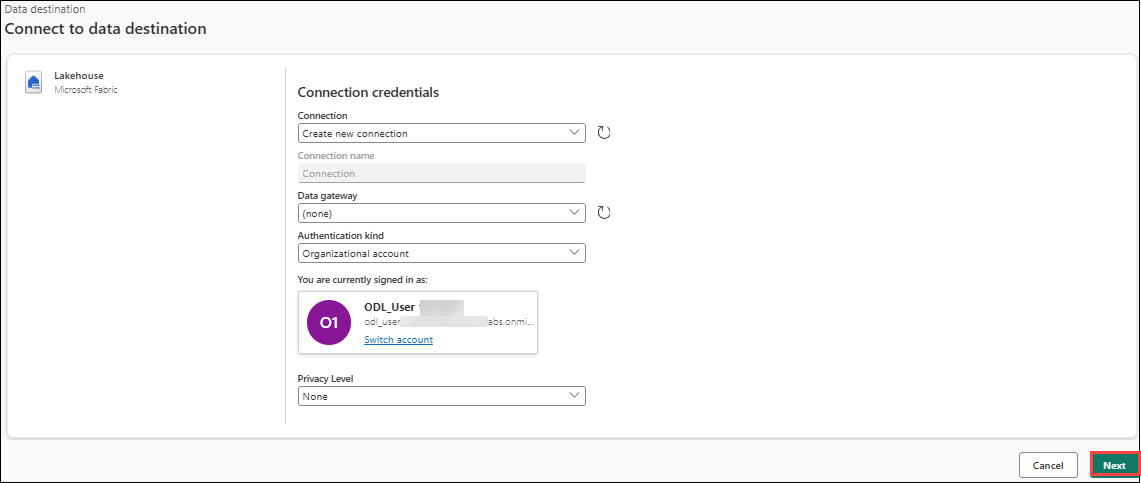 Data destination
Connect to data destination
Lakehouse
Microsoft Fabric
Connection credentials
Connection
Create new connection
Connection name
Connection
Data gateway
(none)
Authentication kind
Organizational account
You are currently signed in as:
O1
ODL_User
odl_user abs.onmi...
Switch account
Privacy Level
None
Cancel
Next